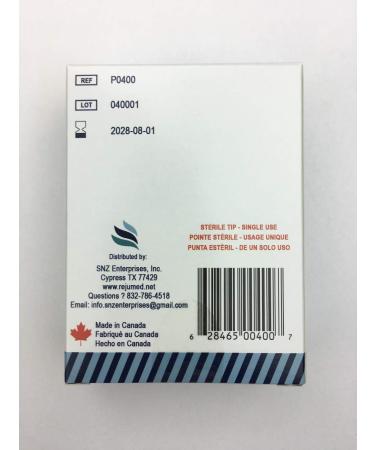 REF P0400
LOT 040001
2028-08-01
STERILE TIP - SINGLE USE
POINTE STÉRILE - USAGE UNIQUE
PUNTA ESTÉRIL - DE UN SOLO USO
Distributed by:
SNZ Enterprises, Inc.
Cypress TX 77429
www.rejumed.com
Questions ? 832-786-4518
Email: info.snzenterprises@gmail.com
Made in Canada
Fabriqué au Canada
Hecho en Canada
6 28465 00400 7